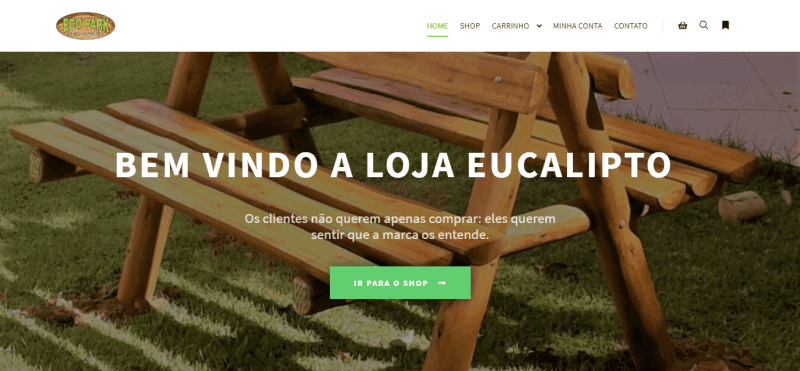 ECO PARK
HOME
SHOP
CARRINHO
MINHA CONTA
CONTATO
BEM VINDO A LOJA EUCALIPTO
Os clientes não querem apenas comprar: eles querem
sentir que a marca os entende.
IR PARA O SHOP